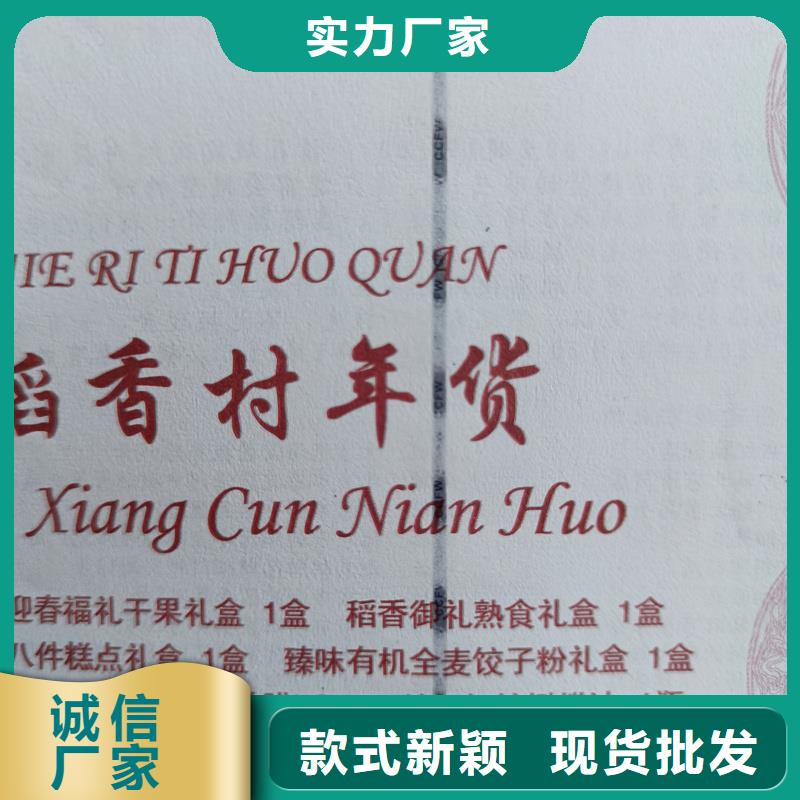 实力厂家
CCFW
JIE RI TI HUO QUAN
稻香村年货
Xiang Cun Nian Huo
迎春福礼干果礼盒 1盒 稻香御礼熟食礼盒 1盒
八件糕点礼盒 1盒 臻味有机全麦饺子粉礼盒 1盒
诚信
厂家
款式新颖 现货批发